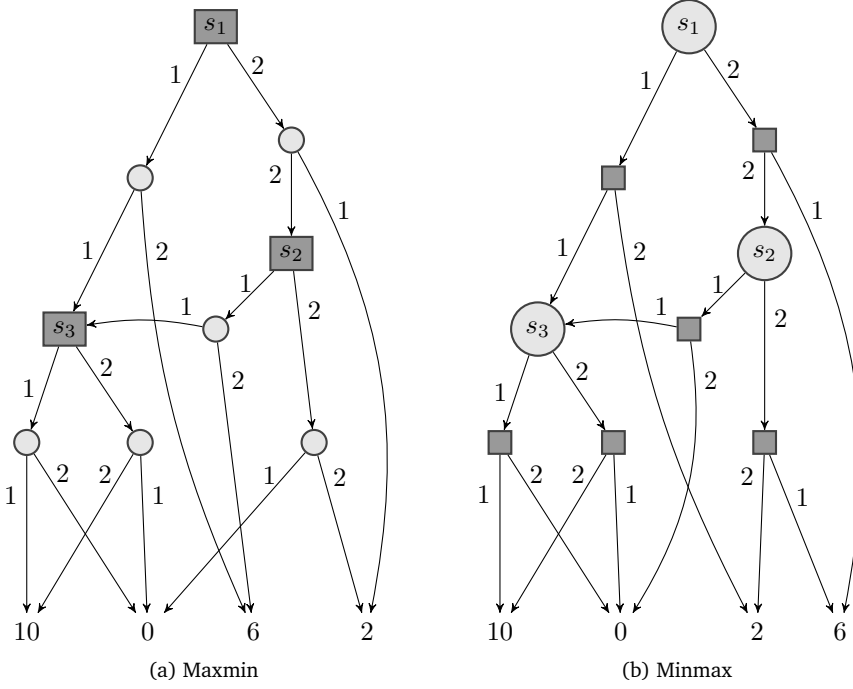 s1 s1
1 2 1 2
2 1 2 1
1 2 1 2
s2 s2
1 1
1 2 1 2
s3 s3
1 2 2 1 2 2
1 2 2 1 1 2 1 2 2 1 2 1
10 0 6 2 10 0 2 6
(a) Maxmin (b) Minmax